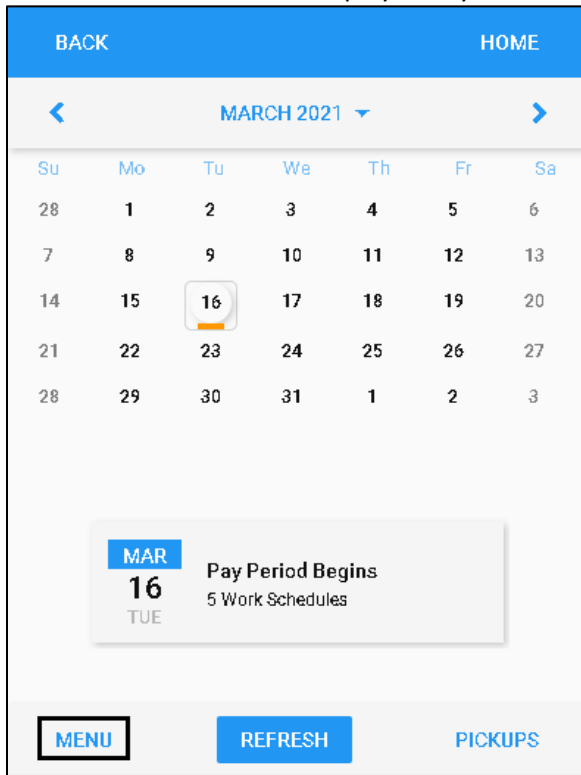 BACK HOME
MARCH 2021
Su Mo Tu We Th Fr Sa
28 1 2 3 4 5 6
7 8 9 10 11 12 13
14 15 16 17 18 19 20
21 22 23 24 25 26 27
28 29 30 31 1 2 3
MAR
16
TUE
Pay Period Begins
5 Work Schedules
MENU REFRESH PICKUPS